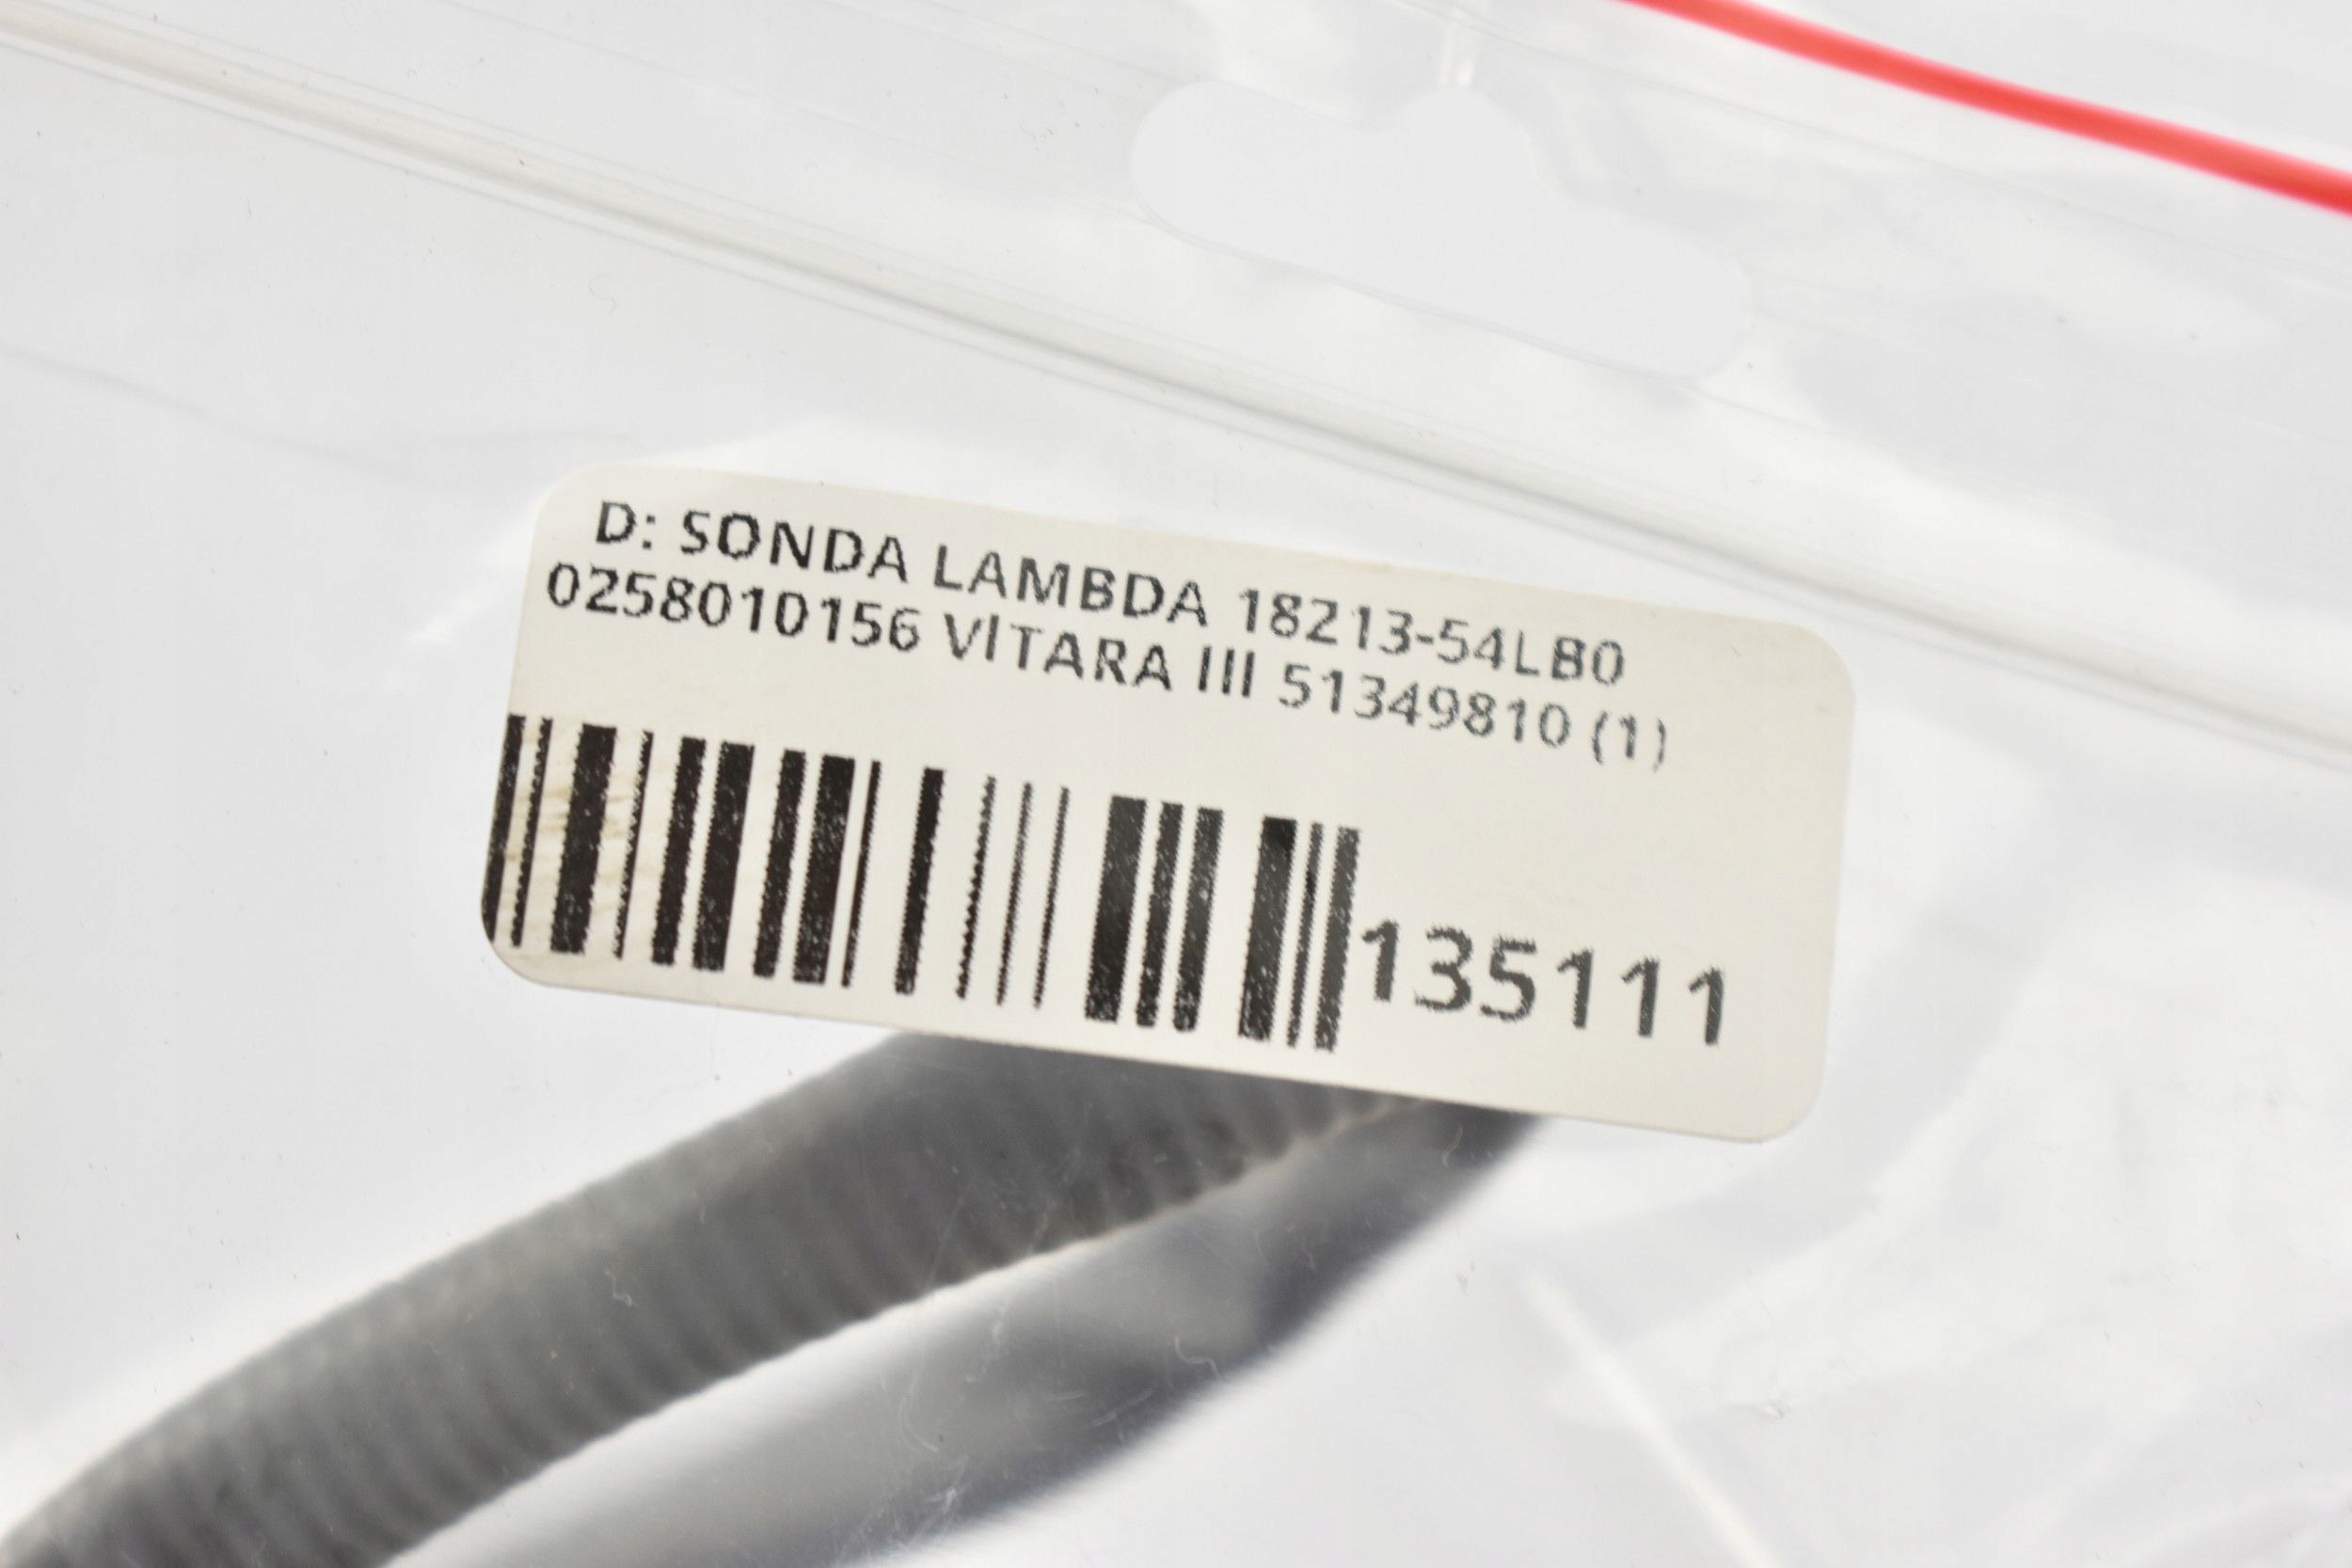 D: SONDA LAMBDA 18213-54LB0
0258010156 VITARA III 51349810 (1)
135111